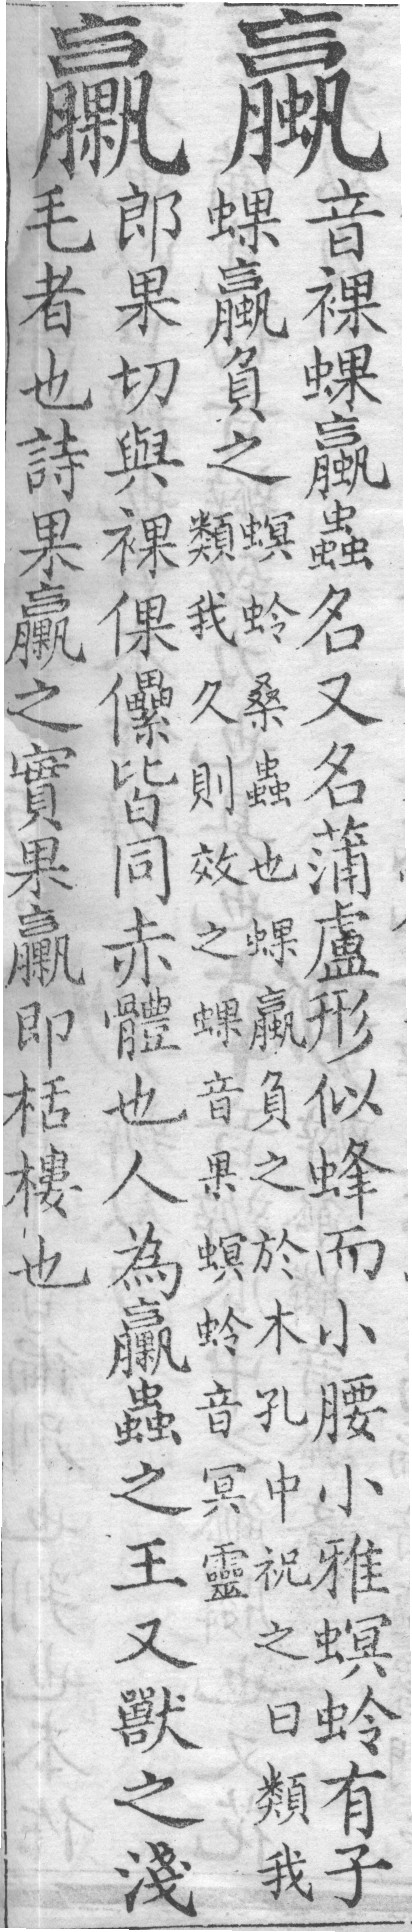 蠃音裸蜾蠃蟲名又名蒲盧形似蜂而小腰小雅螟蛉有子
蜾蠃負之螟蛉桑蟲也蜾蠃負之於木孔中祝之曰類我
類我久則效之蜾音果螟蛉音冥靈
臝郎果切與裸倮儽皆同赤體也人為臝蟲之王又獸之淺
毛者也詩果臝之實果臝即栝樓也